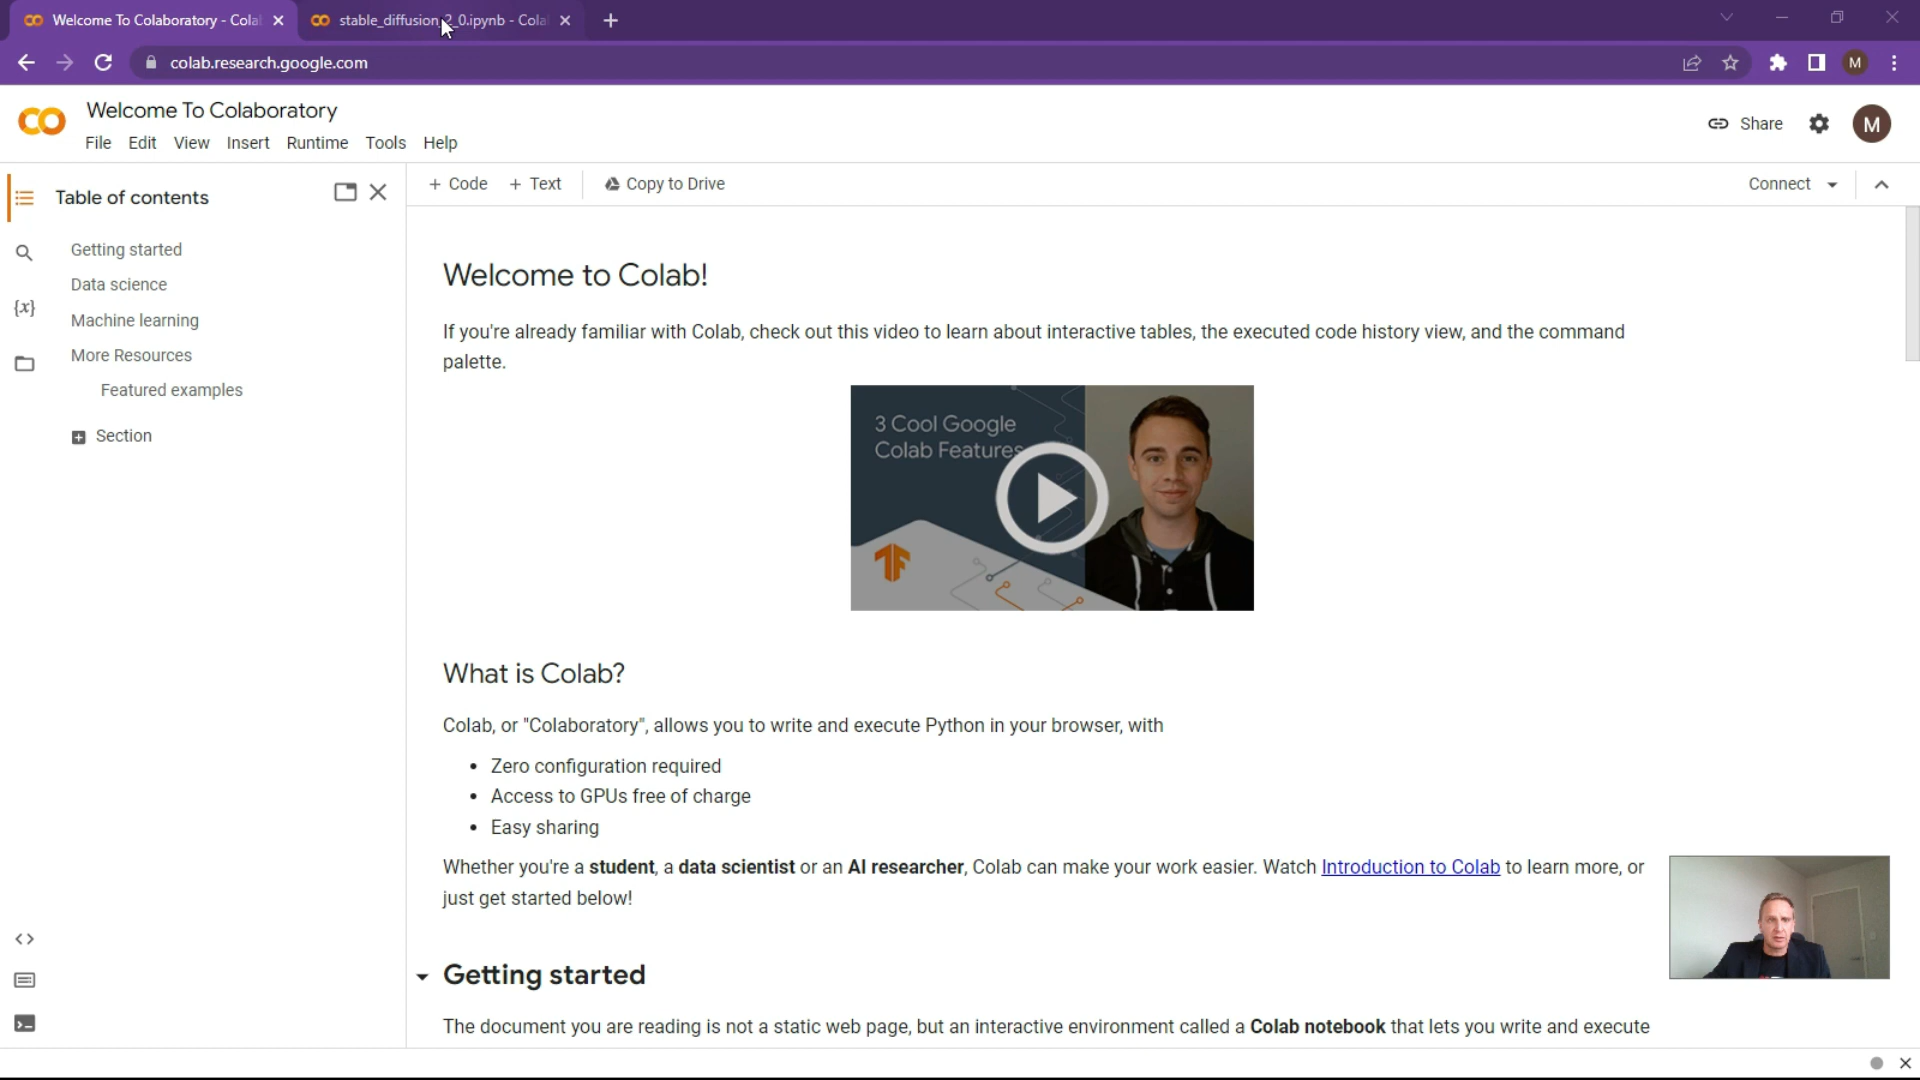 Welcome To Colaboratory - Cola
stable_diffusion_2_0.ipynb - Cola
colab.research.google.com
M
Welcome To Colaboratory
File Edit View Insert Runtime Tools Help
Share
M
Table of contents
+ Code + Text Copy to Drive
Connect
Getting started
Data science
{x}
Machine learning
More Resources
Featured examples
Section
Welcome to Colab!
If you're already familiar with Colab, check out this video to learn about interactive tables, the executed code history view, and the command
palette.
3 Cool Google
Colab Features
What is Colab?
Colab, or "Colaboratory", allows you to write and execute Python in your browser, with
• Zero configuration required
• Access to GPUs free of charge
• Easy sharing
Whether you're a student, a data scientist or an AI researcher, Colab can make your work easier. Watch Introduction to Colab to learn more, or
just get started below!
Getting started
The document you are reading is not a static web page, but an interactive environment called a Colab notebook that lets you write and execute